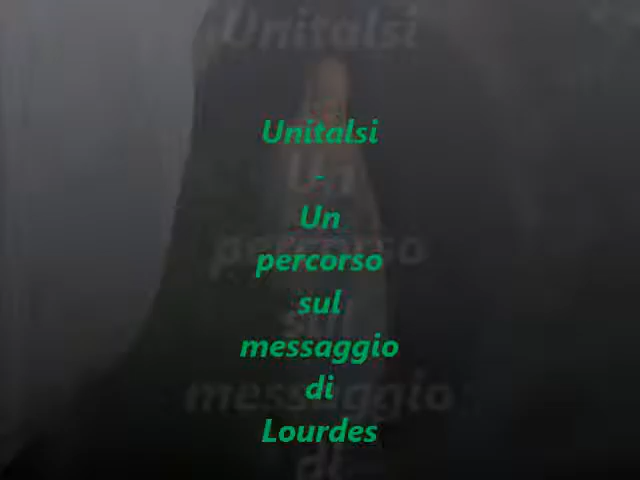 Unitalsi
-
Un
percorso
sul
messaggio
di
Lourdes